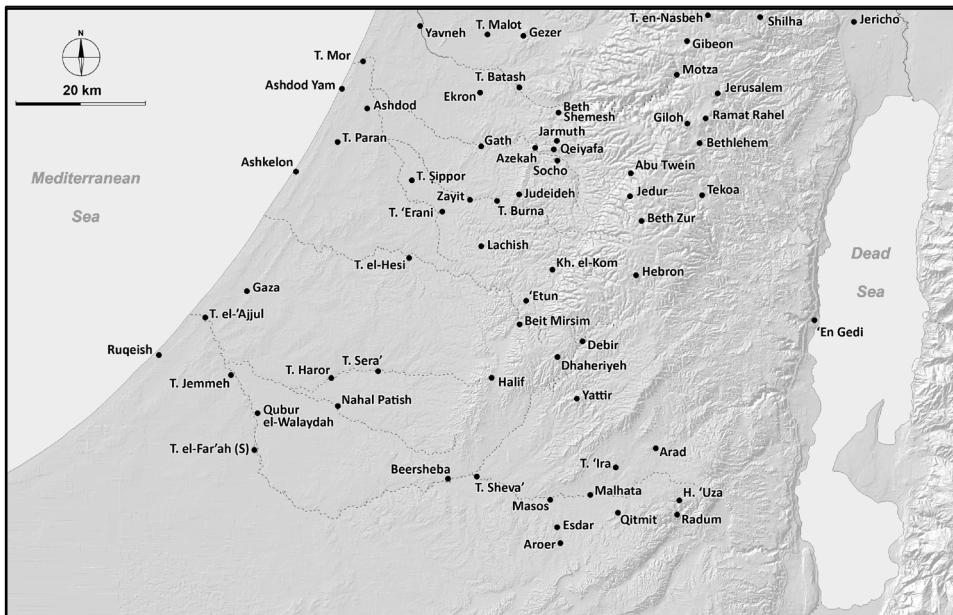 T. en-Nasbeh
Shilha
Jericho
Yavneh
T. Malot
Gezer
Gibeon
N
T. Mor
Motza
20 km
Ashdod Yam
T. Batash
Ekron
Jerusalem
Ashdod
Beth
Shemesh
Giloh
Ramat Rahel
T. Paran
Gath
Jarmuth
Azekah
Qeiyafa
Socho
Bethlehem
Ashkelon
Abu Twein
Mediterranean
Sea
T. Sippor
Zayit
Judeideh
Jedur
Tekoa
T. ‘Erani
T. Burna
Beth Zur
Lachish
T. el-Hesi
Kh. el-Kom
Hebron
Dead
Sea
Gaza
‘Etun
T. el-‘Ajjul
Beit Mirsim
‘En Gedi
Ruqeish
Debir
T. Sera’
Dhaheriyeh
T. Haror
T. Jemmeh
Halif
Nahal Patish
Yattir
Qubur
el-Walaydah
T. el-Far’ah (S)
Arad
Beersheba
T. ‘Ira
T. Sheva’
Malhata
H. ‘Uza
Masos
Qitmit
Radum
Esdar
Aroer